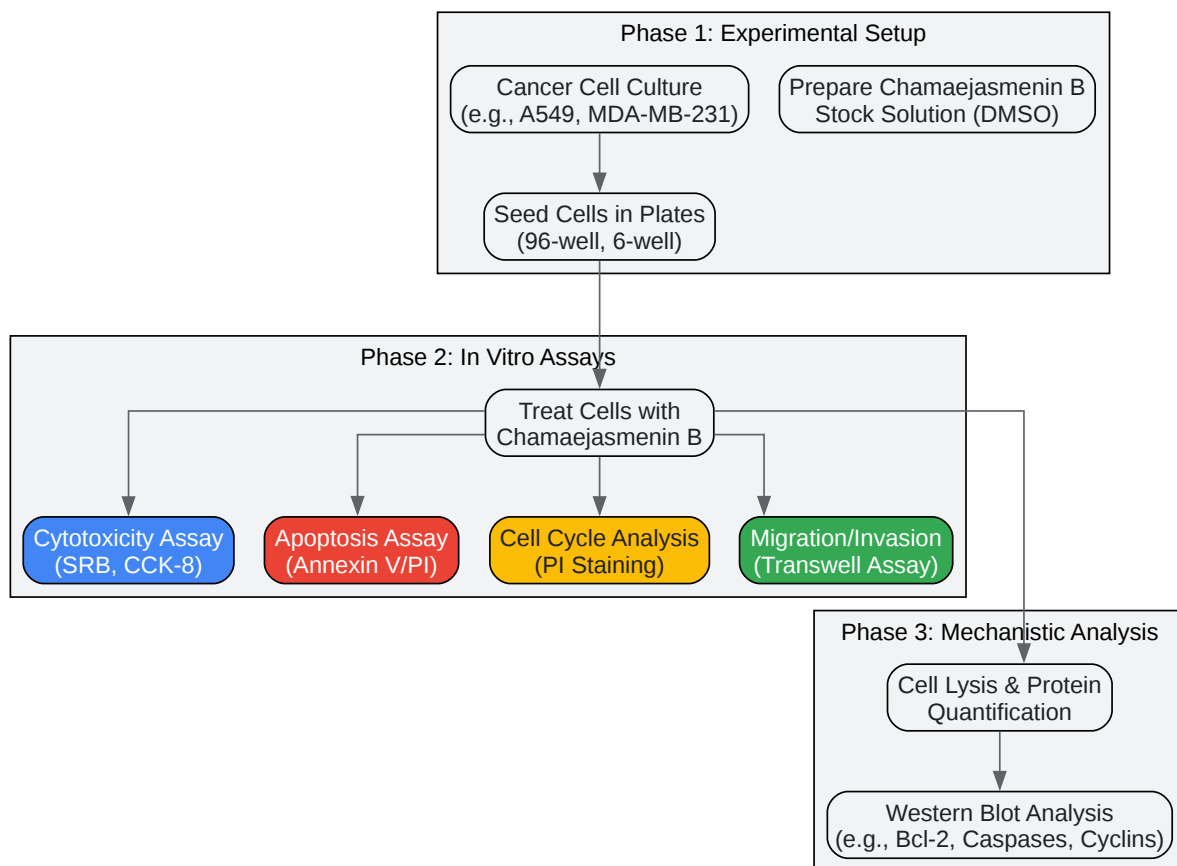 Phase 1: Experimental Setup
Cancer Cell Culture
(e.g., A549, MDA-MB-231)
Prepare Chamaejasmenin B
Stock Solution (DMSO)
Seed Cells in Plates
(96-well, 6-well)
Phase 2: In Vitro Assays
Treat Cells with
Chamaejasmenin B
Cytotoxicity Assay
(SRB, CCK-8)
Apoptosis Assay
(Annexin V/PI)
Cell Cycle Analysis
(PI Staining)
Migration/Invasion
(Transwell Assay)
Phase 3: Mechanistic Analysis
Cell Lysis & Protein
Quantification
Western Blot Analysis
(e.g., Bcl-2, Caspases, Cyclins)